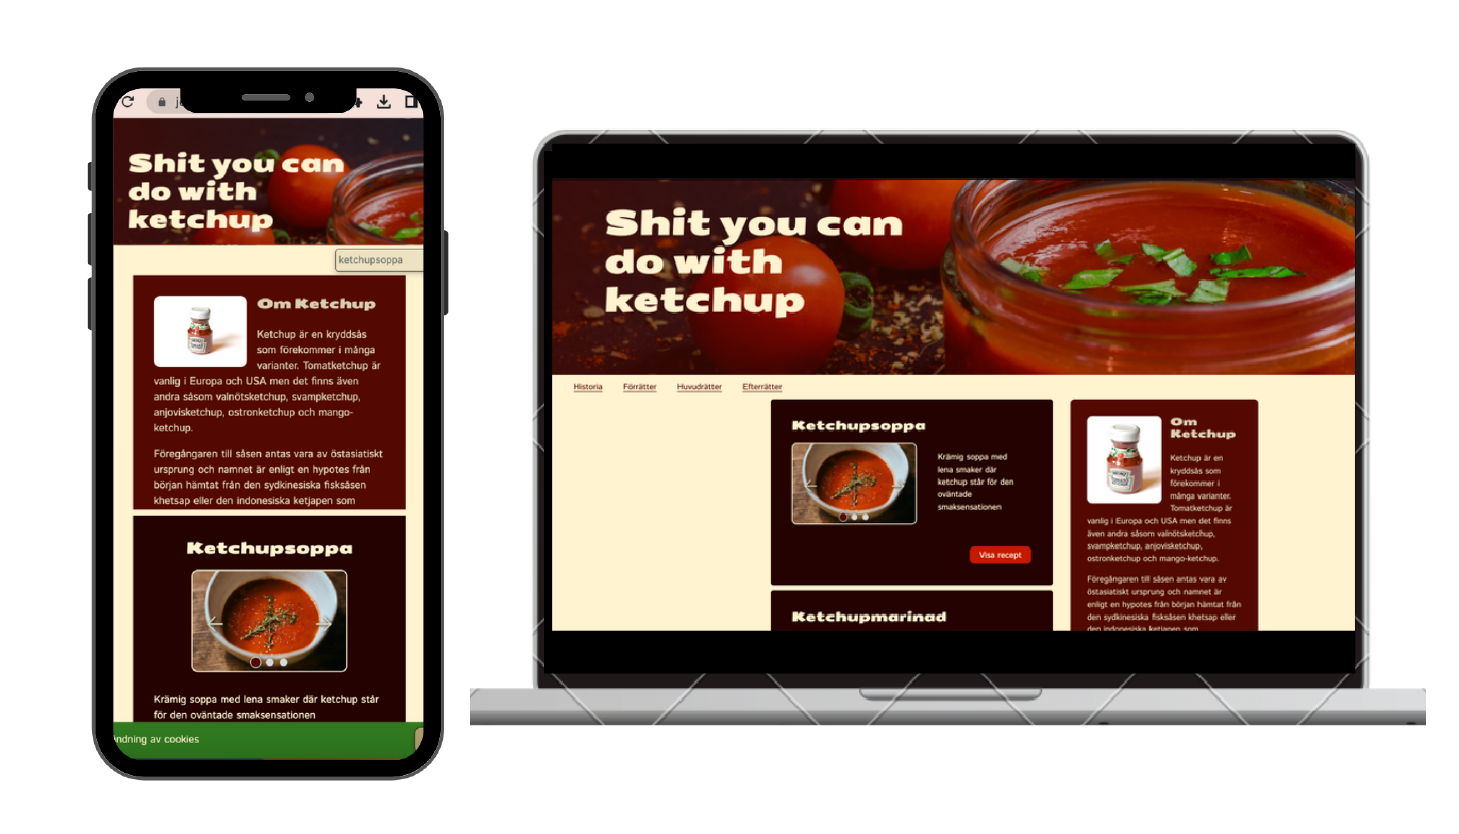 Shit you can
do with
ketchup
ketchupsoppa
Om Ketchup
Ketchup är en kryddsås
som förekommer i många
varianter. Tomatketchup är
vanlig i Europa och USA men det finns även
andra såsom valnötsketchup, svampketchup,
anjovisketchup, ostronketchup och mango-
ketchup.
Föregångaren till såsen antas vara av östasiatiskt
ursprung och namnet är enligt en hypotes från
början hämtat från den sydkinesiska fisksåsen
khetsap eller den indonesiska ketjapen som
Ketchupsoppa
Krämig soppa med lena smaker där ketchup står
för den oväntade smaksensationen
ndning av cookies
Shit you can
do with
ketchup
Historia Förrätter Huvudrätter Efterrätter
Ketchupsoppa
Krämig soppa med
lena smaker där
ketchup står för den
oväntade
smaksensationen
Visa recept
Ketchupmarinad
Om
Ketchup
Ketchup är en
kryddsås som
förekommer i
många varianter.
Tomatketchup är
vanlig i Europa och USA men det finns
även andra såsom valnötsketchup,
svampketchup, anjovisketchup,
ostronketchup och mango-ketchup.
Föregångaren till såsen antas vara av
östasiatiskt ursprung och namnet är
enligt en hypotes från början hämtat från
den sydkinesiska fisksåsen khetsap eller
den indonesiska ketjapen som